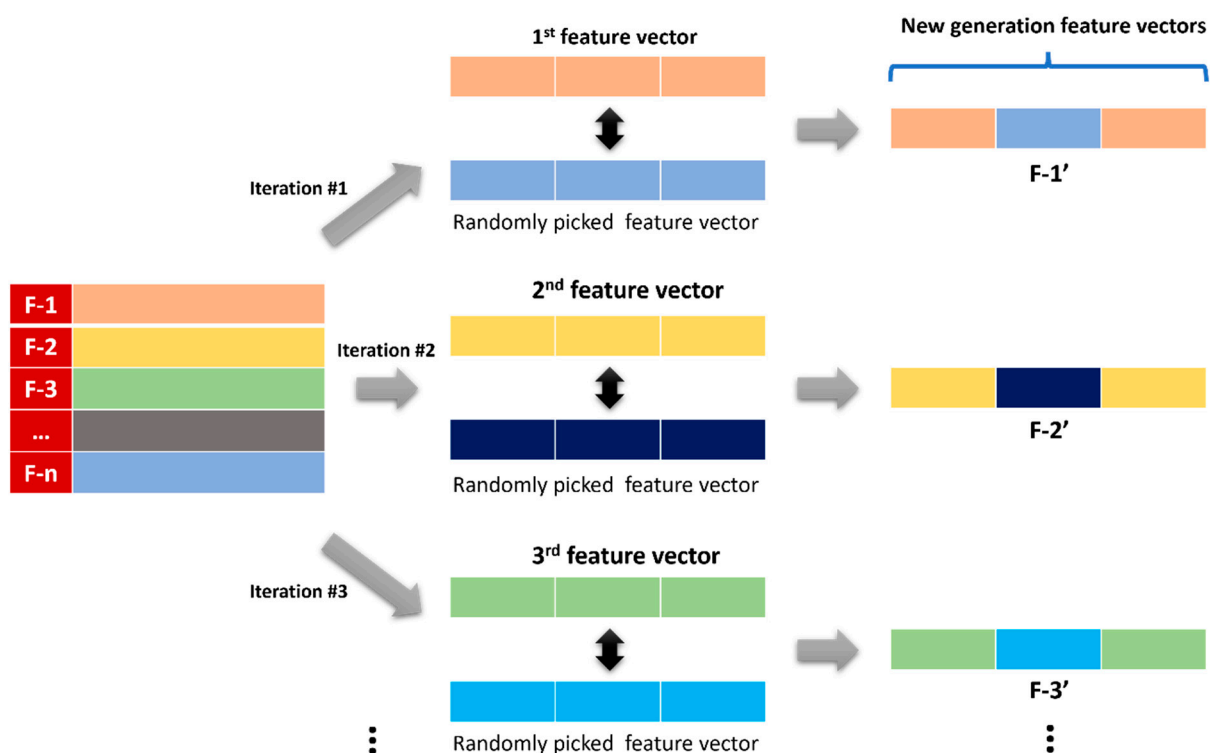 1st feature vector
New generation feature vectors
F-1’
Iteration #1
Randomly picked feature vector
F-1
F-2
F-3
...
F-n
2nd feature vector
Iteration #2
F-2’
Randomly picked feature vector
3rd feature vector
Iteration #3
F-3’
Randomly picked feature vector